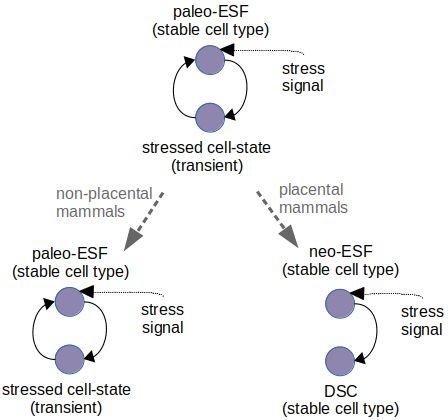 paleo-ESF
(stable cell type)
stress
signal
stressed cell-state
(transient)
non-placental
mammals
placental
mammals
paleo-ESF
(stable cell type)
stress
signal
stressed cell-state
(transient)
neo-ESF
(stable cell type)
stress
signal
DSC
(stable cell type)